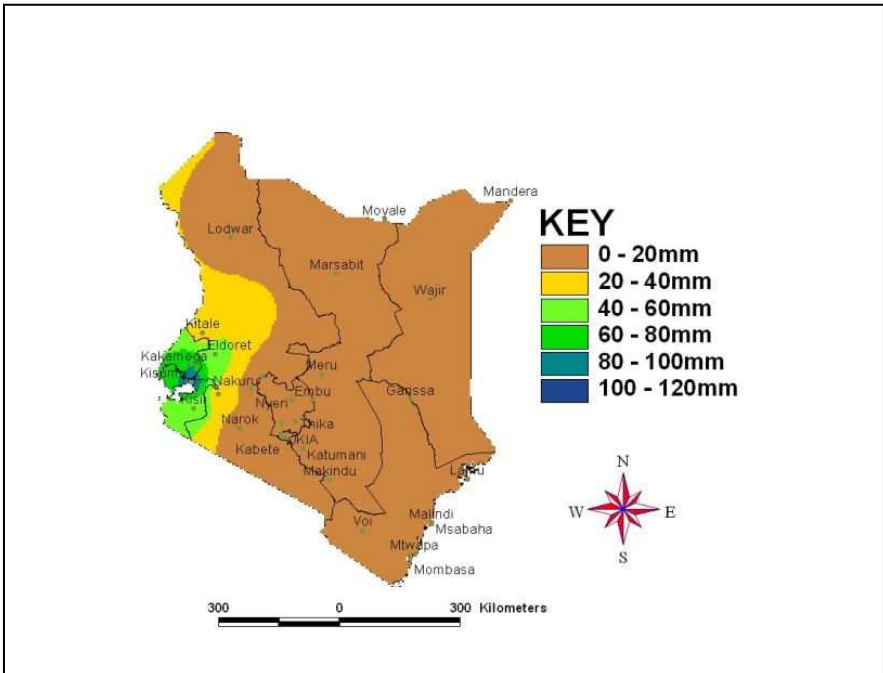 Mandera
Moyale
Lodwar
KEY
0 - 20mm
Marsabit
20 - 40mm
Wajir
40 - 60mm
Kitale
60 - 80mm
Eldoret
Kakamega
80 - 100mm
Kisumu
Meru
100 - 120mm
Nakuru
Embu
Garissa
Kisii
Nyeri
Narok
Thika
Kabete
JKIA
Katumani
Makindu
Lamu
N
W
E
S
Voi
Malindi
Msabaha
Mtwapa
Mombasa
300
0
300 Kilometers